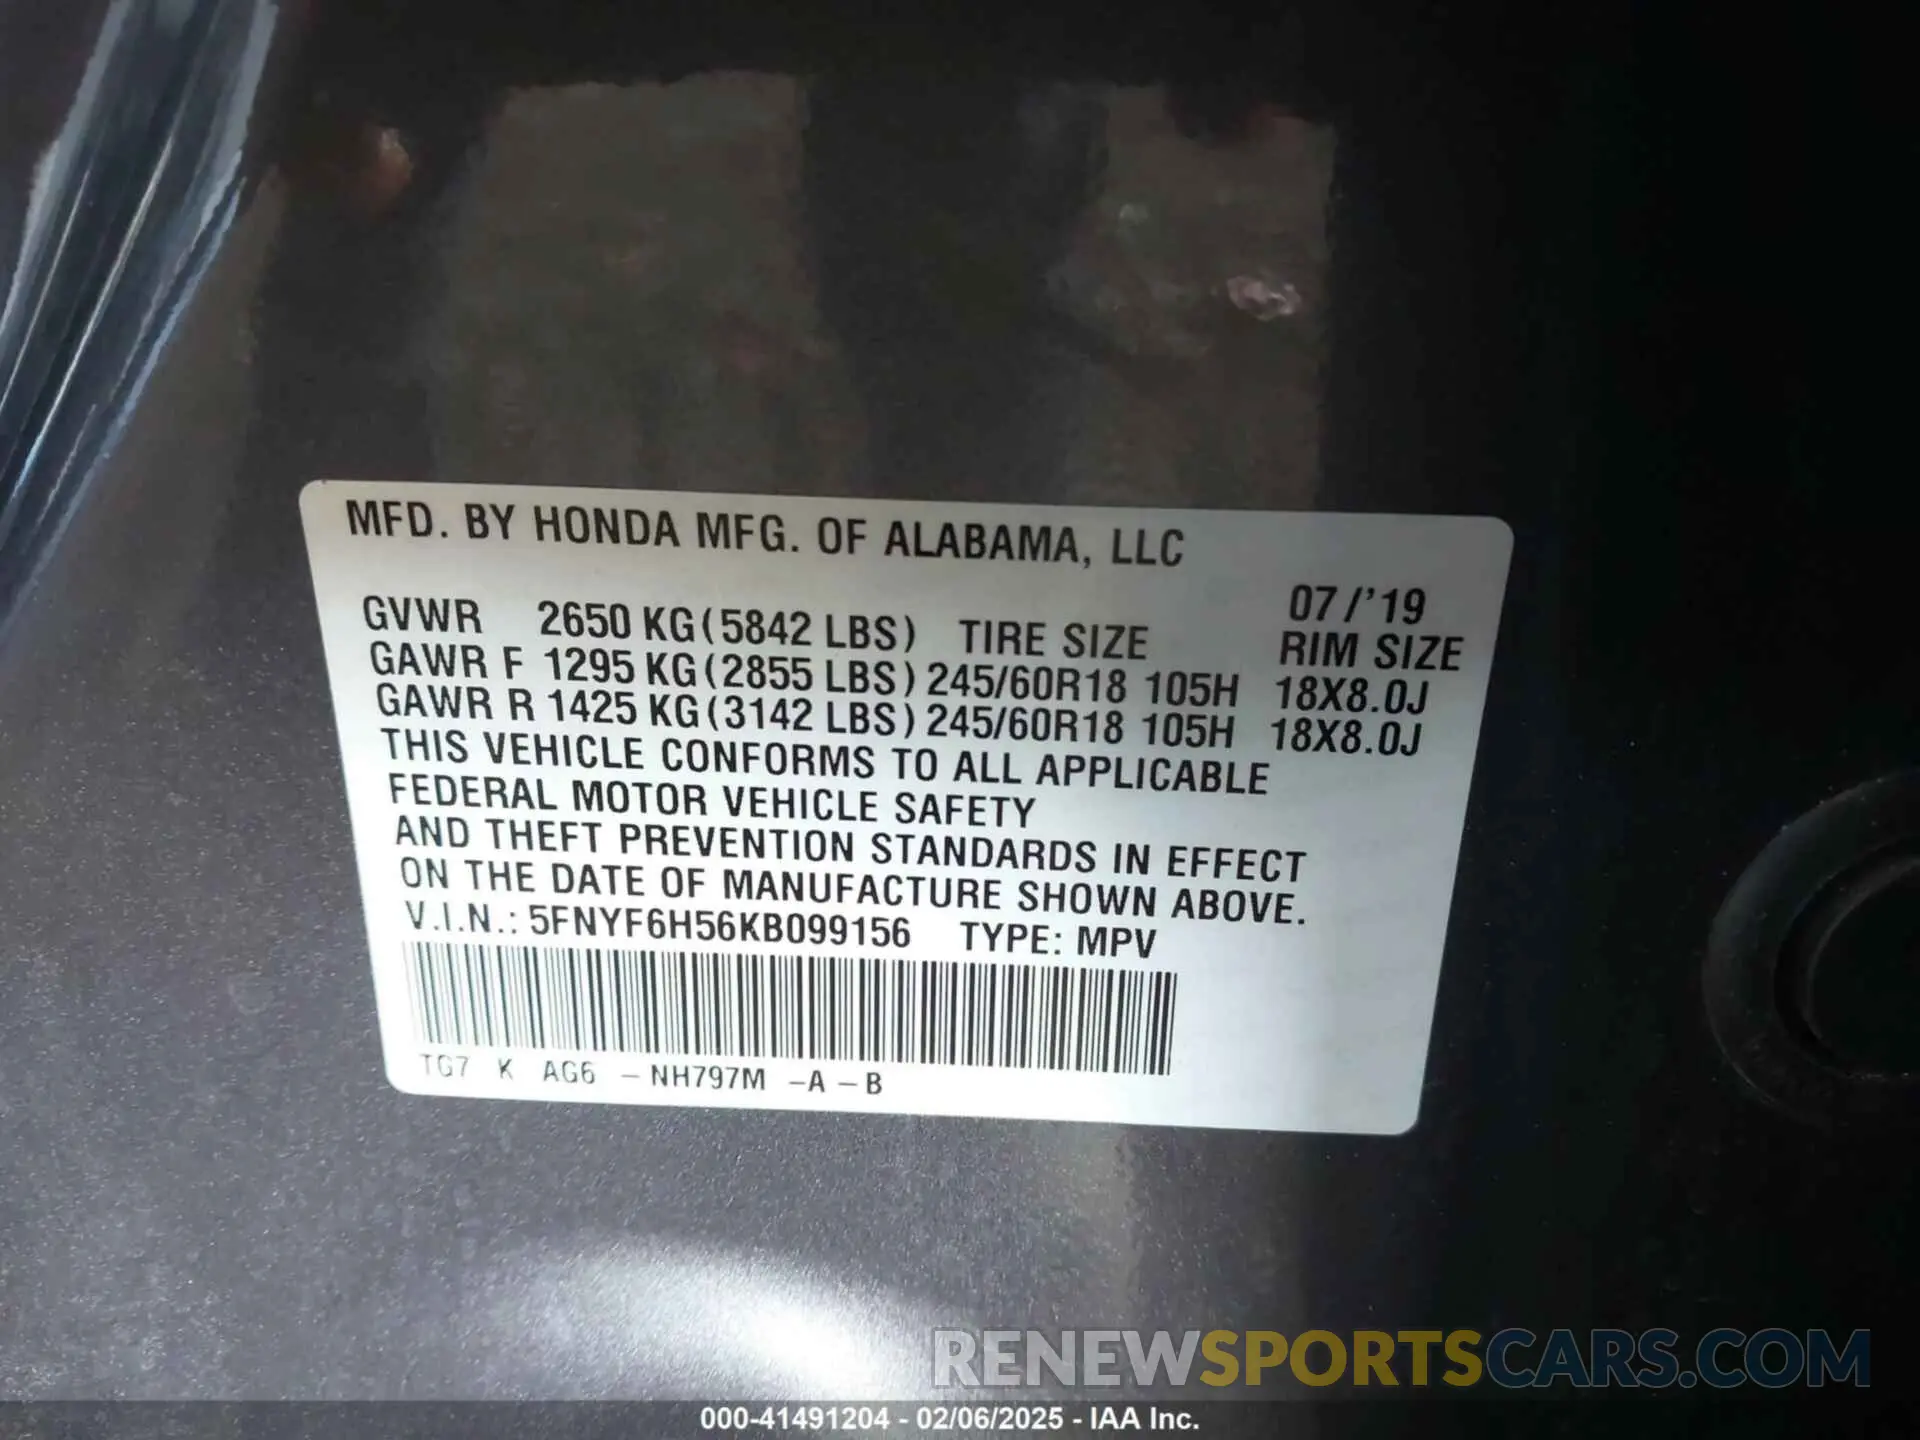 MFD. BY HONDA MFG. OF ALABAMA, LLC
07/'19
GVWR 2650 KG(5842 LBS) TIRE SIZE RIM SIZE
GAWR F 1295 KG(2855 LBS) 245/60R18 105H 18X8.0J
GAWR R 1425 KG(3142 LBS) 245/60R18 105H 18X8.0J
THIS VEHICLE CONFORMS TO ALL APPLICABLE
FEDERAL MOTOR VEHICLE SAFETY
AND THEFT PREVENTION STANDARDS IN EFFECT
ON THE DATE OF MANUFACTURE SHOWN ABOVE.
V.I.N.: 5FNYF6H56KB099156 TYPE: MPV
TG7 K AG6 -NH797M -A-B
RENEWSPORTSCARS.COM
000-41491204 - 02/06/2025 - IAA Inc.